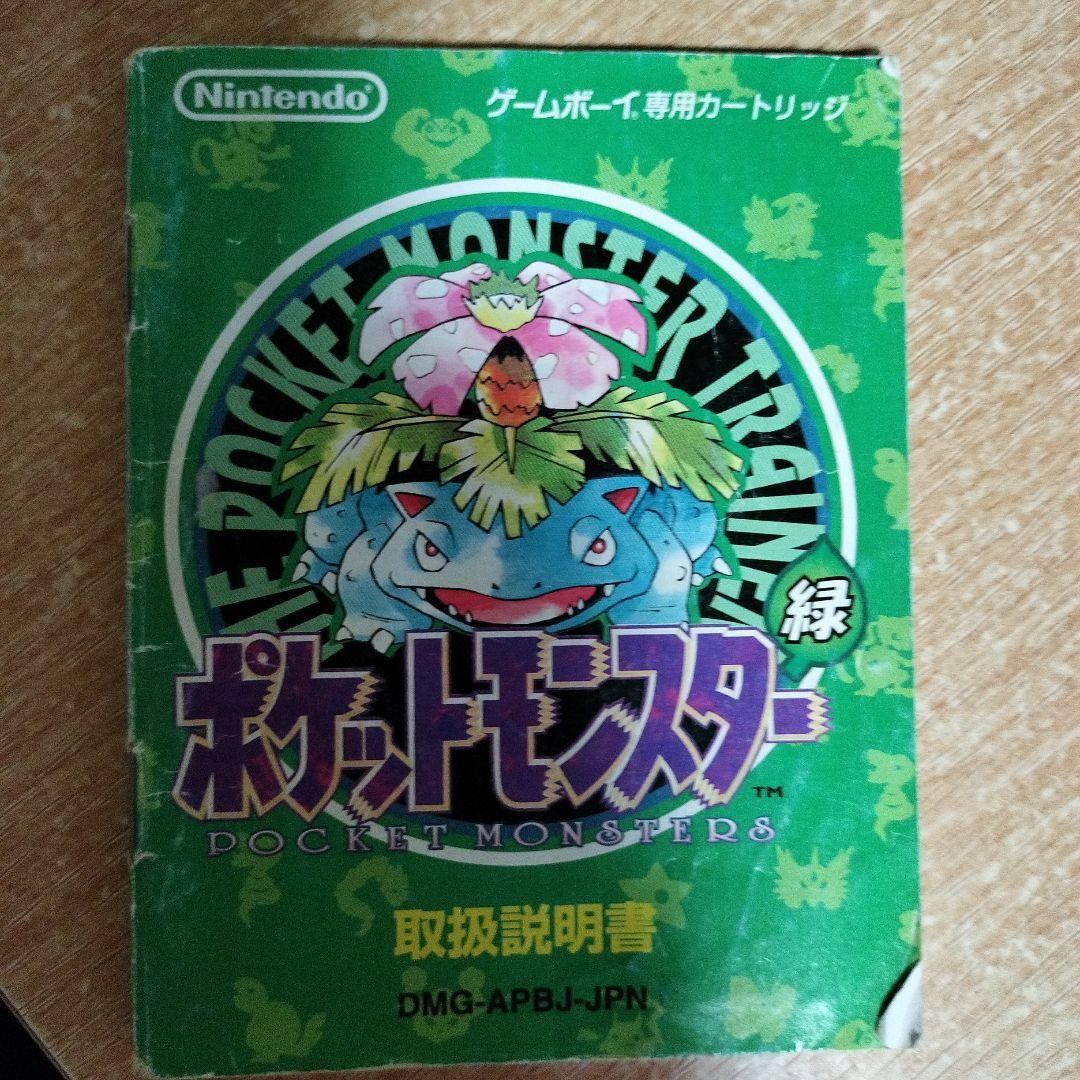 Nintendo®
ゲームボーイ®専用カートリッジ
THE POCKET MONSTER TRAINER
緑
ポケットモンスター
TM
POCKET MONSTERS
取扱説明書
DMG-APBJ-JPN